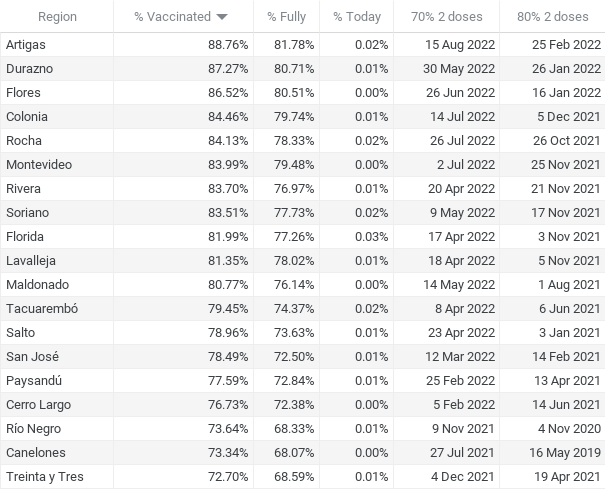 Region % Vaccinated % Fully % Today 70% 2 doses 80% 2 doses
Artigas 88.76% 81.78% 0.02% 15 Aug 2022 25 Feb 2022
Durazno 87.27% 80.71% 0.01% 30 May 2022 26 Jan 2022
Flores 86.52% 80.51% 0.00% 26 Jun 2022 16 Jan 2022
Colonia 84.46% 79.74% 0.01% 14 Jul 2022 5 Dec 2021
Rocha 84.13% 78.33% 0.02% 26 Jul 2022 26 Oct 2021
Montevideo 83.99% 79.48% 0.00% 2 Jul 2022 25 Nov 2021
Rivera 83.70% 76.97% 0.01% 20 Apr 2022 21 Nov 2021
Soriano 83.51% 77.73% 0.02% 9 May 2022 17 Nov 2021
Florida 81.99% 77.26% 0.03% 17 Apr 2022 3 Nov 2021
Lavalleja 81.35% 78.02% 0.01% 18 Apr 2022 5 Nov 2021
Maldonado 80.77% 76.14% 0.00% 14 May 2022 1 Aug 2021
Tacuarembó 79.45% 74.37% 0.02% 8 Apr 2022 6 Jun 2021
Salto 78.96% 73.63% 0.01% 23 Apr 2022 3 Jan 2021
San José 78.49% 72.50% 0.01% 12 Mar 2022 14 Feb 2021
Paysandú 77.59% 72.84% 0.01% 25 Feb 2022 13 Apr 2021
Cerro Largo 76.73% 72.38% 0.00% 5 Feb 2022 14 Jun 2021
Río Negro 73.64% 68.33% 0.01% 9 Nov 2021 4 Nov 2020
Canelones 73.34% 68.07% 0.00% 27 Jul 2021 16 May 2019
Treinta y Tres 72.70% 68.59% 0.01% 4 Dec 2021 19 Apr 2021